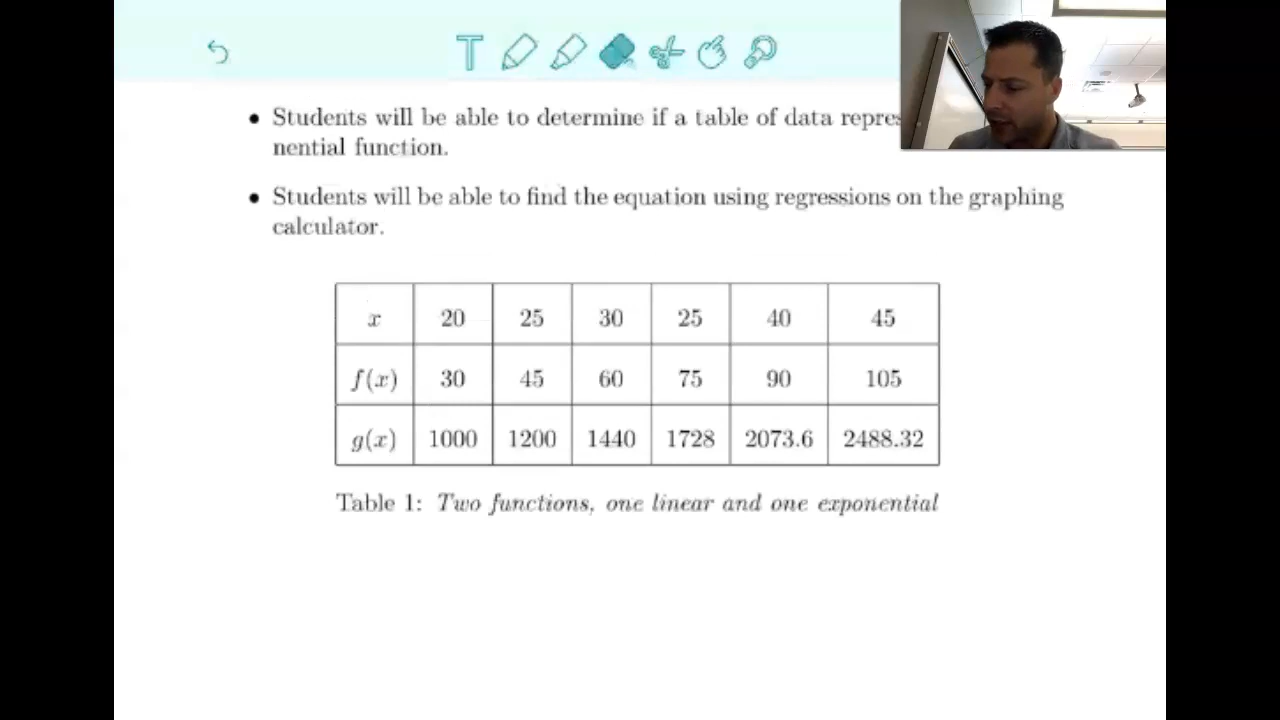 T
• Students will be able to determine if a table of data
nential function.
• Students will be able to find the equation using regressions on the graphing
calculator.
x 20 25 30 25 40 45
f(x) 30 45 60 75 90 105
g(x) 1000 1200 1440 1728 2073.6 2488.32
Table 1: Two functions, one linear and one exponential